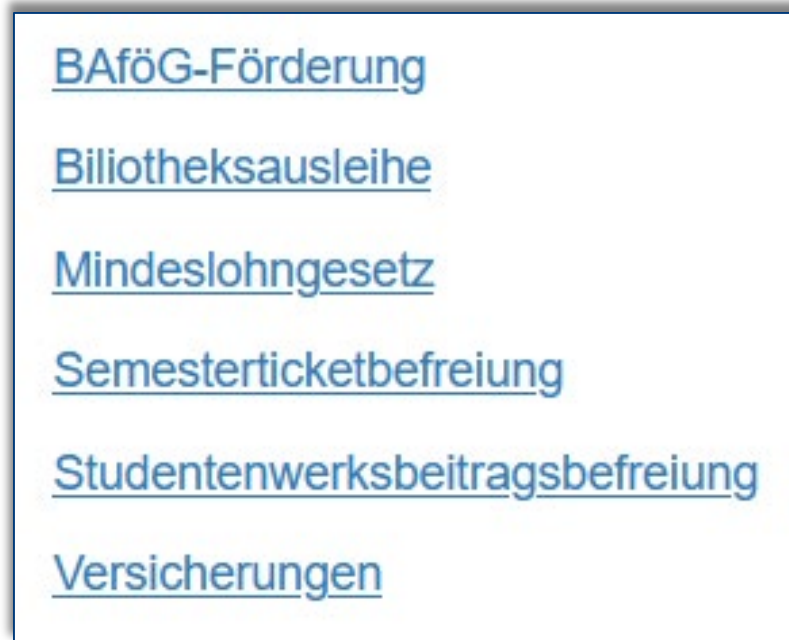 BAföG-Förderung
Biliotheksausleihe
Mindeslohngesetz
Semesterticketbefreiung
Studentenwerksbeitragsbefreiung
Versicherungen